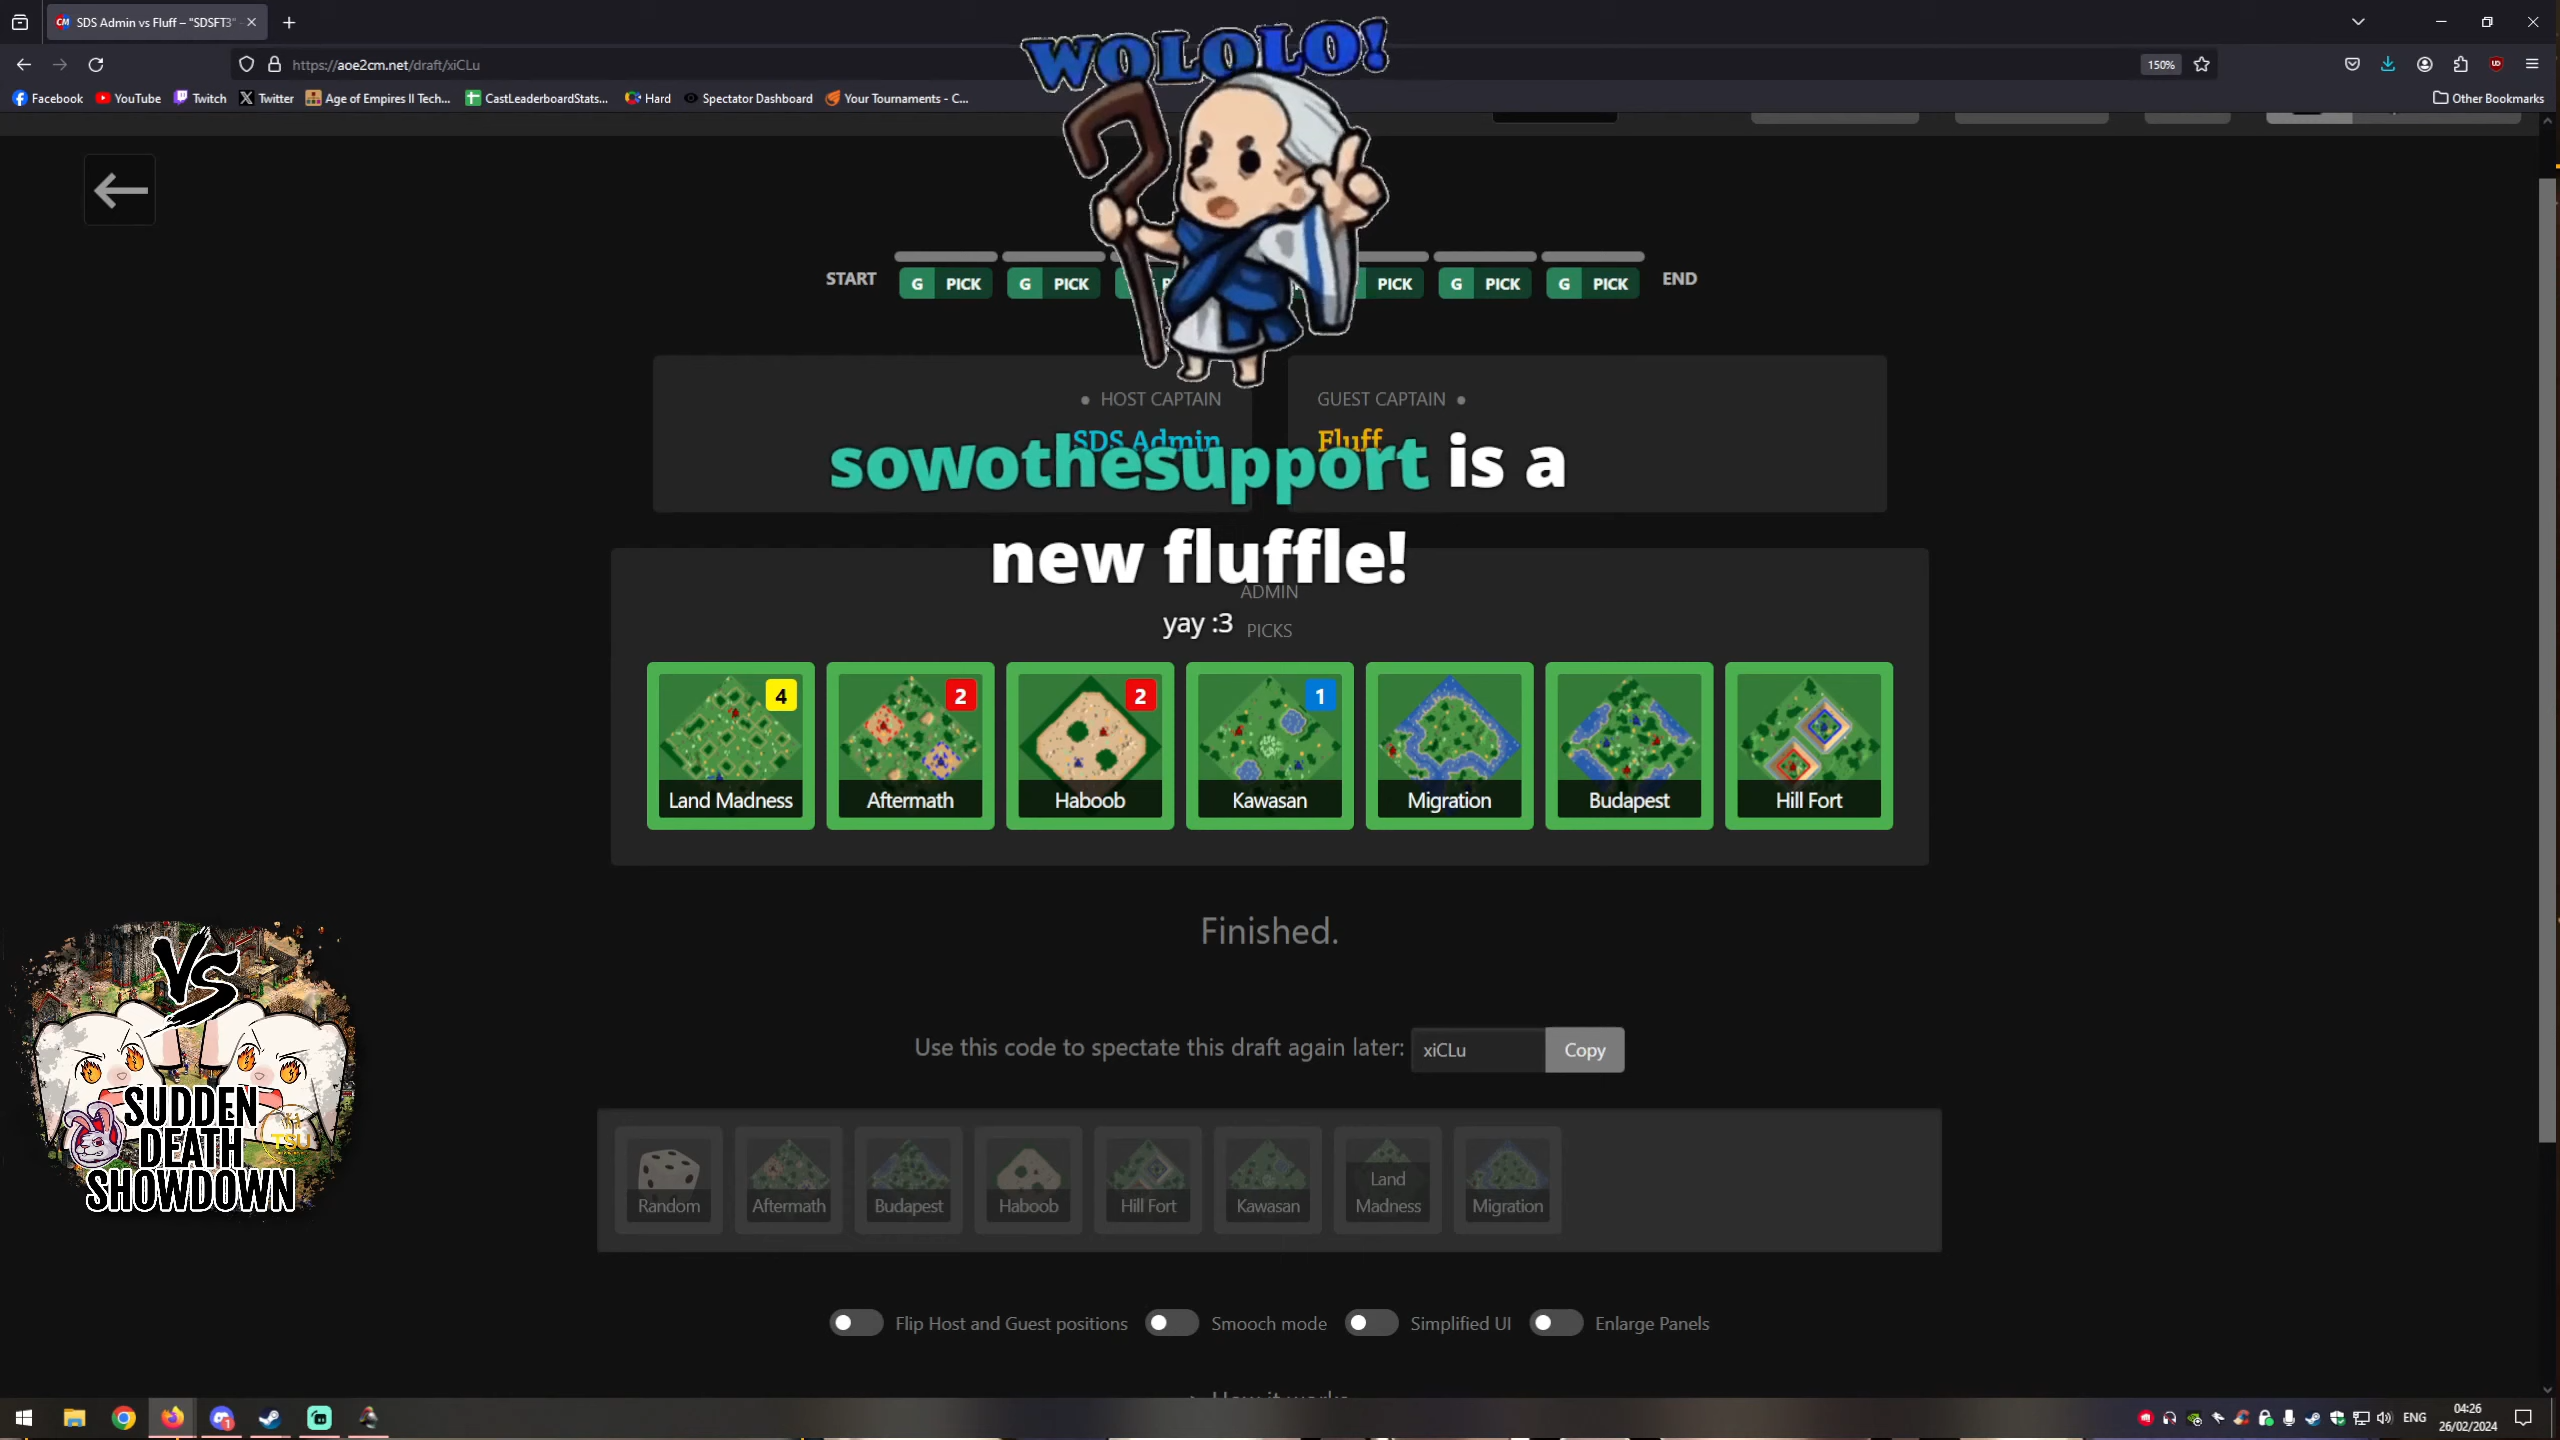 SDS Admin vs Fluff – "SDSFT3"
https://aoe2cm.net/draft/xiCLu
150%
Facebook YouTube Twitch Twitter Age of Empires II Tech... CastLeaderboardStats... Hard Spectator Dashboard Your Tournaments - C... Other Bookmarks
WOLOLO!
START G PICK G PICK PICK G PICK G PICK END
HOST CAPTAIN
SDS Admin
GUEST CAPTAIN
Fluff
sowothesupport is a
new fluffle!
ADMIN
yay :3
PICKS
4 2 2 1
Land Madness Aftermath Haboob Kawasan Migration Budapest Hill Fort
Finished.
Use this code to spectate this draft again later: xiCLu Copy
VS
SUDDEN
DEATH
SHOWDOWN
TSU
Random Aftermath Budapest Haboob Hill Fort Kawasan Land Madness Migration
Flip Host and Guest positions Smooch mode Simplified UI Enlarge Panels
How it works
ENG
04:26
26/02/2024